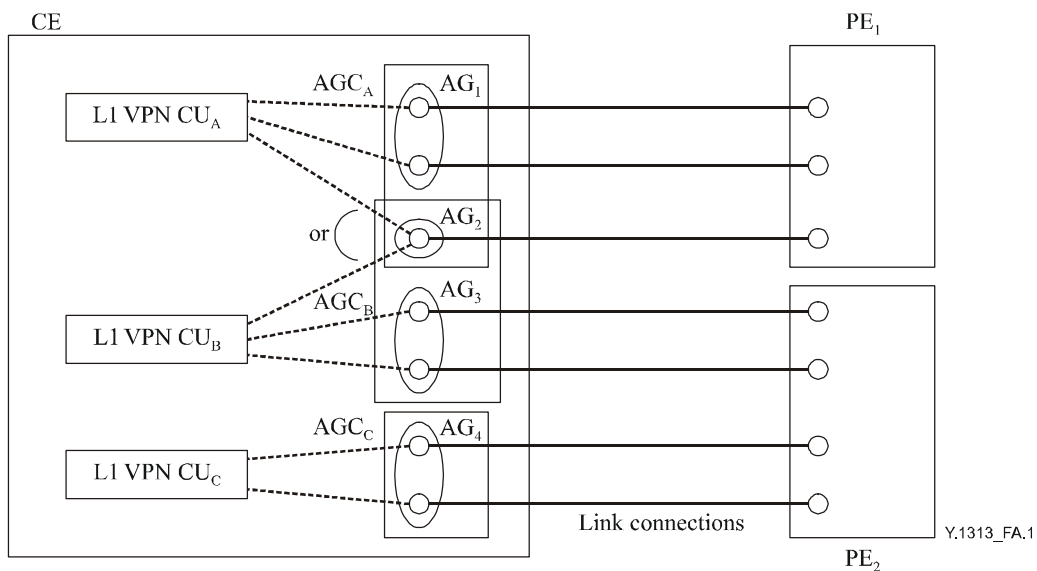 CE
PE1
AGCA
AG1
L1 VPN CUA
AG2
or
AGCB
AG3
L1 VPN CUB
AGCC
AG4
L1 VPN CUC
Link connections
Y.1313_FA.1
PE2